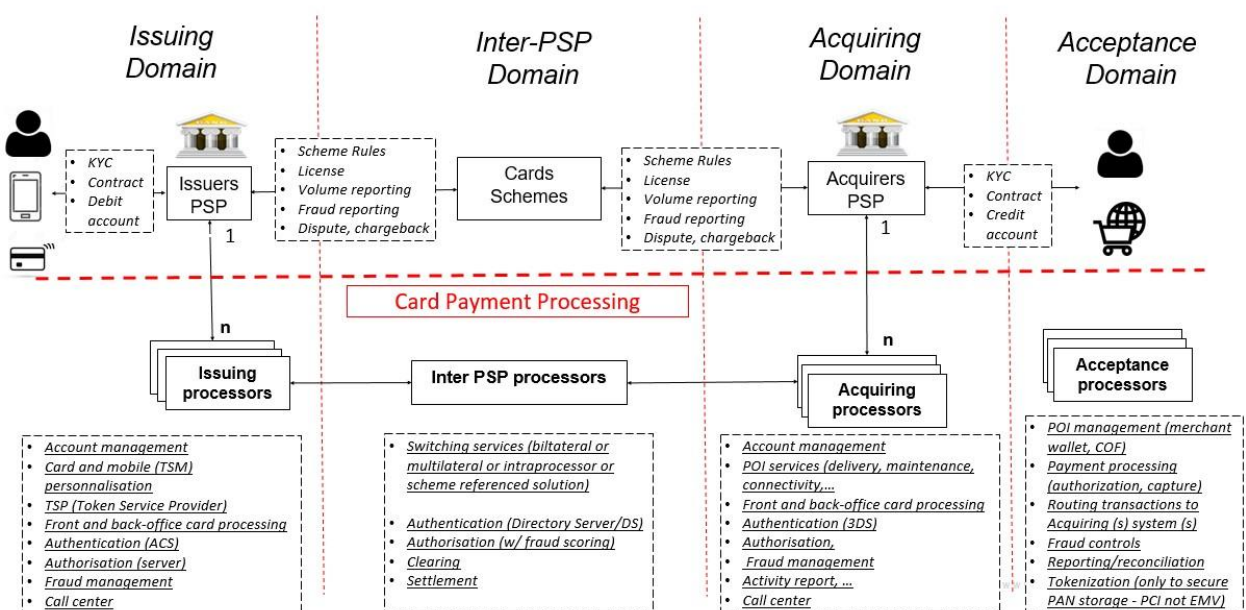 Issuing
Domain
Inter-PSP
Domain
Acquiring
Domain
Acceptance
Domain
• KYC
• Contract
• Debit
account
Issuers
PSP
1
• Scheme Rules
• License
• Volume reporting
• Fraud reporting
• Dispute, chargeback
Cards
Schemes
• Scheme Rules
• License
• Volume reporting
• Fraud reporting
• Dispute, chargeback
Acquirers
PSP
1
• KYC
• Contract
• Credit
account
Card Payment Processing
n
Issuing
processors
Inter PSP processors
n
Acquiring
processors
Acceptance
processors
• Account management
• Card and mobile (TSM)
personnalisation
• TSP (Token Service Provider)
• Front and back-office card processing
• Authentication (ACS)
• Authorisation (server)
• Fraud management
• Call center
• Switching services (biltateral or
multilateral or intraprocessor or
scheme referenced solution)
• Authentication (Directory Server/DS)
• Authorisation (w/ fraud scoring)
• Clearing
• Settlement
• Account management
• POI services (delivery, maintenance,
connectivity,...
• Front and back-office card processing
• Authentication (3DS)
• Authorisation,
• Fraud management
• Activity report, ...
• Call center
• POI management (merchant
wallet, COF)
• Payment processing
(authorization, capture)
• Routing transactions to
Acquiring (s) system (s)
• Fraud controls
• Reporting/reconciliation
• Tokenization (only to secure
PAN storage - PCI not EMV)